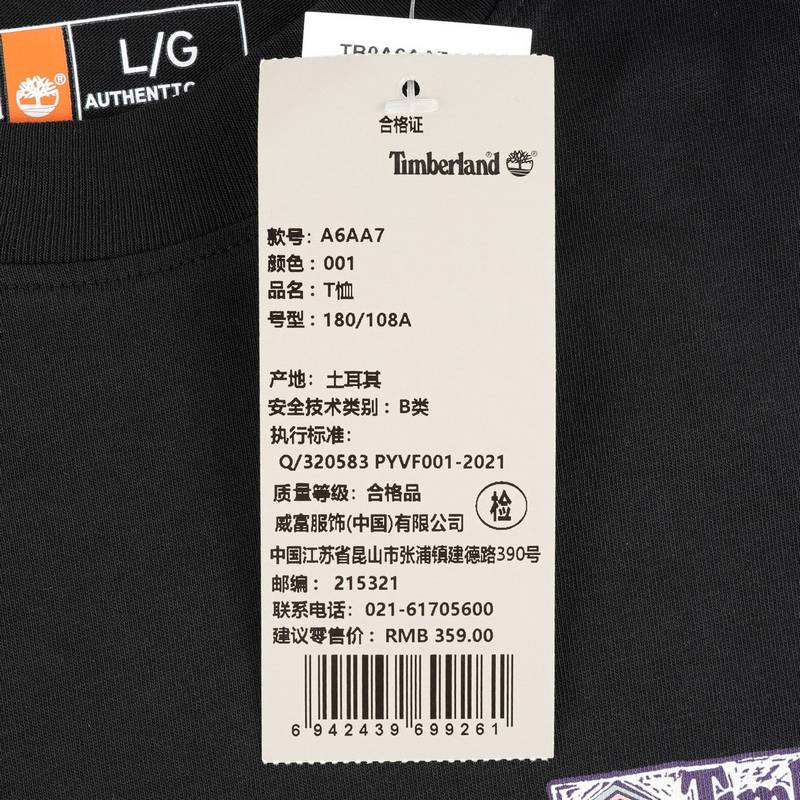 L/G
AUTHENTIC
合格证
Timberland®
款号：A6AA7
颜色：001
品名：T恤
号型：180/108A
产地：土耳其
安全技术类别：B类
执行标准：
Q/320583 PYVF001-2021
质量等级：合格品
检
威富服饰(中国)有限公司
中国江苏省昆山市张浦镇建德路390号
邮编：215321
联系电话：021-61705600
建议零售价：RMB 359.00
6 942439 699261